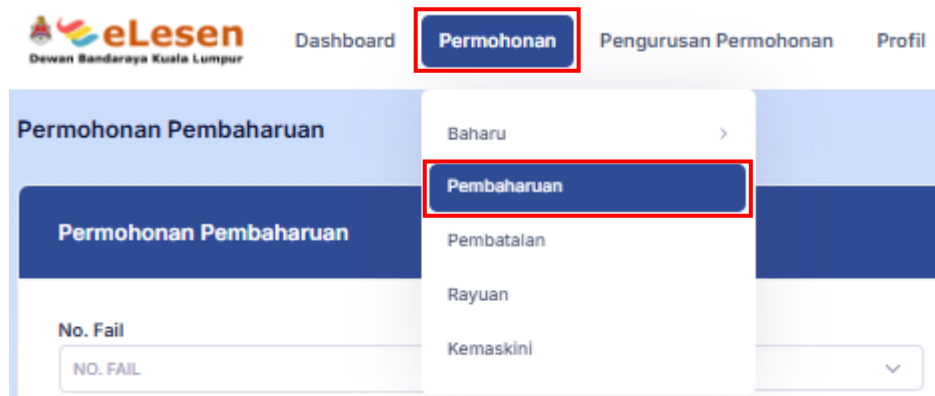 eLesen
Dewan Bandaraya Kuala Lumpur
Dashboard
Permohonan
Pengurusan Permohonan
Profil
Permohonan Pembaharuan
Baharu
Pembaharuan
Permohonan Pembaharuan
Pembatalan
Rayuan
No. Fail
Kemaskini
NO. FAIL